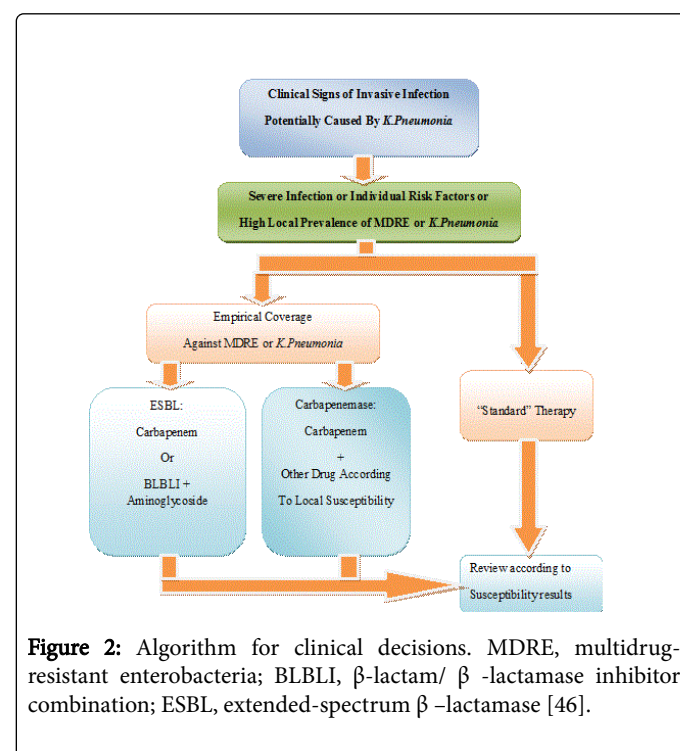 Clinical Signs of Invasive Infection
Potentially Caused By K.Pneumonia
Severe Infection or Individual Risk Factors or
High Local Prevalence of MDRE or K.Pneumonia
Empirical Coverage
Against MDRE or K.Pneumonia
ESBL:
Carbapenem
Or
BLBLI +
Aminoglycoside
Carbapenemase:
Carbapenem
+
Other Drug According
To Local Susceptibility
“Standard” Therapy
Review according to
Susceptibility results
Figure 2: Algorithm for clinical decisions. MDRE, multidrug-
resistant enterobacteria; BLBLI, β-lactam/ β -lactamase inhibitor
combination; ESBL, extended-spectrum β –lactamase [46].